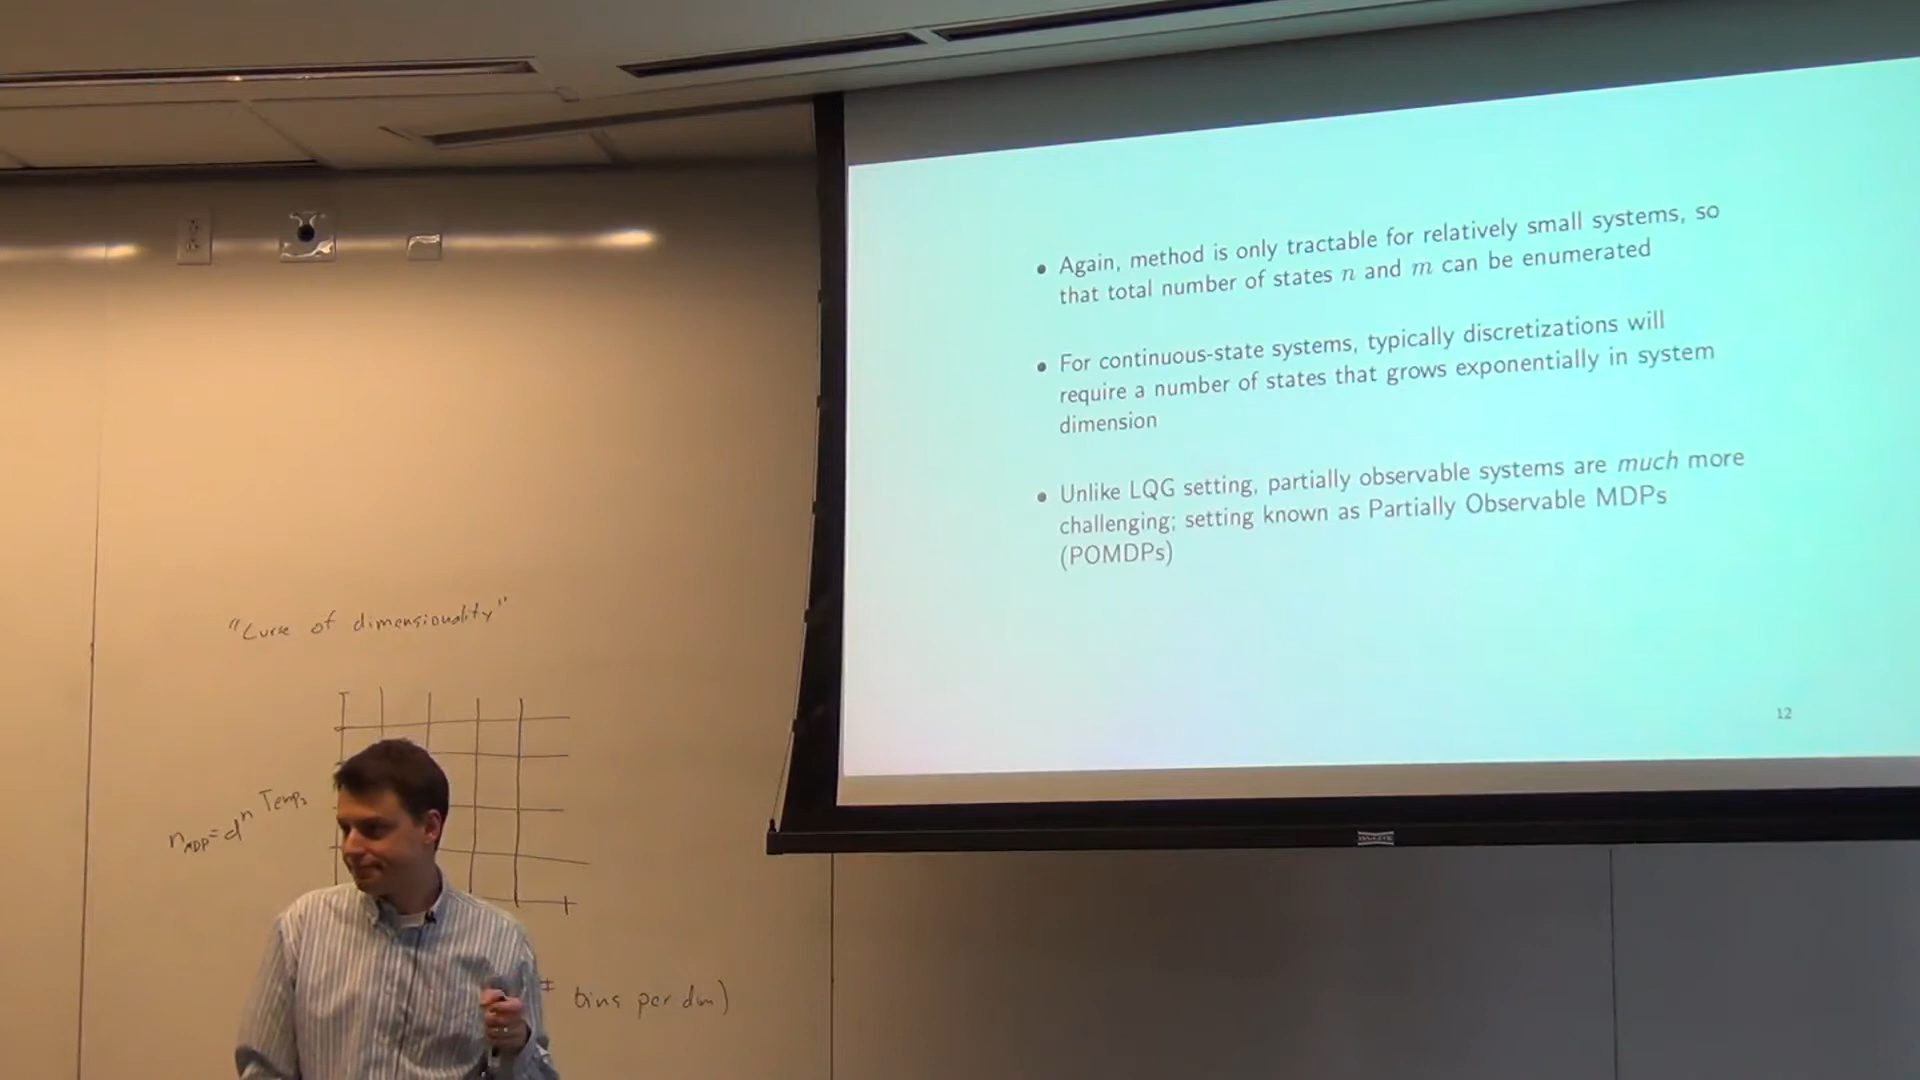 • Again, method is only tractable for relatively small systems, so
that total number of states n and m can be enumerated
• For continuous-state systems, typically discretizations will
require a number of states that grows exponentially in system
dimension
• Unlike LQG setting, partially observable systems are much more
challenging; setting known as Partially Observable MDPs
(POMDPs)
12
"Curse of dimensionality"
Temp₂
n_MDP = dⁿ
# bins per dim)